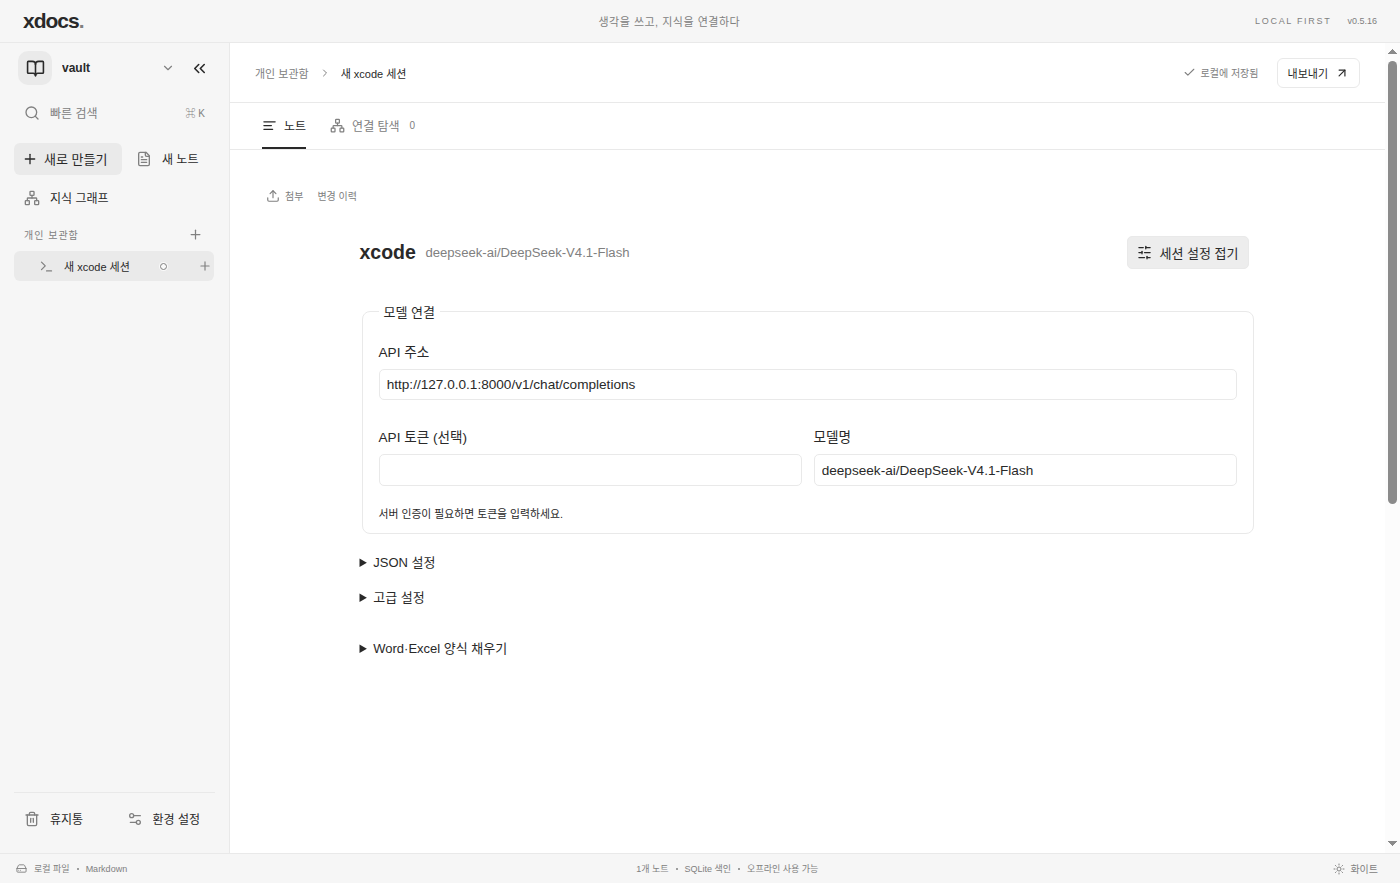 xdocs.
생각을 쓰고, 지식을 연결하다
LOCAL FIRST v0.5.16
vault
빠른 검색 ⌘K
새로 만들기 새 노트
지식 그래프
개인 보관함
새 xcode 세션
휴지통 환경 설정
개인 보관함 새 xcode 세션
로컬에 저장됨 내보내기
노트 연결 탐색 0
첨부 변경 이력
xcode deepseek-ai/DeepSeek-V4.1-Flash 세션 설정 접기
모델 연결
API 주소
http://127.0.0.1:8000/v1/chat/completions
API 토큰 (선택) 모델명
deepseek-ai/DeepSeek-V4.1-Flash
서버 인증이 필요하면 토큰을 입력하세요.
JSON 설정
고급 설정
Word·Excel 양식 채우기
로컬 파일 • Markdown
1개 노트 • SQLite 색인 • 오프라인 사용 가능
화이트